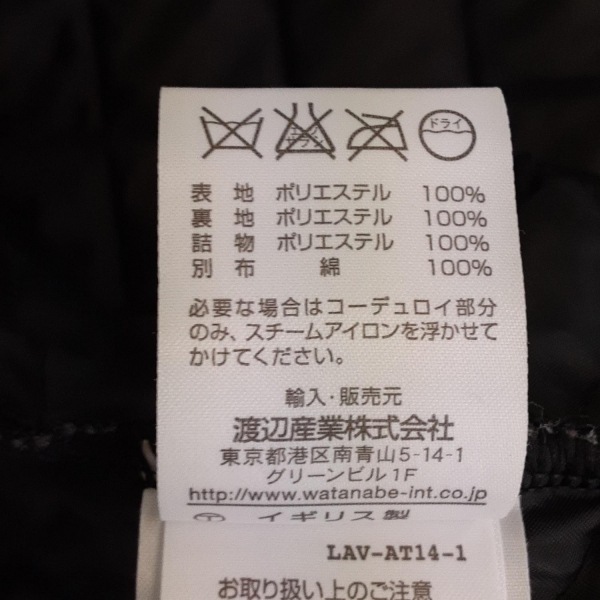 エンソ
サラシ
ドライ
表 地 ポリエステル 100%
裏 地 ポリエステル 100%
詰 物 ポリエステル 100%
別 布 綿 100%
必要な場合はコーデュロイ部分
のみ、スチームアイロンを浮かせて
かけてください。
輸入・販売元
渡辺産業株式会社
東京都港区南青山5-14-1
グリーンビル1F
http://www.watanabe-int.co.jp
イギリス製
LAV-AT14-1
お取り扱い上のご注意